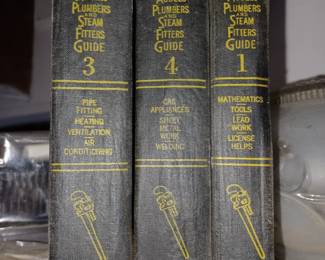 PLUMBERS
AND
STEAM
FITTERS
GUIDE
3
PIPE
FITTING
HEATING
VENTILATION
AIR
CONDITIONING
PLUMBERS
AND
STEAM
FITTERS
GUIDE
4
GAS
APPLIANCES
SHEET
METAL
WORK
WELDING
PLUMBERS
AND
STEAM
FITTERS
GUIDE
1
MATHEMATICS
TOOLS
LEAD
WORK
LICENSE
HELPS